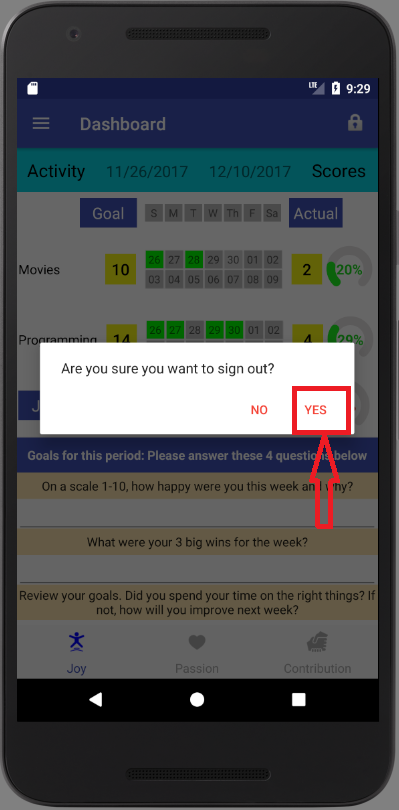 LTE 9:29
Dashboard
Activity 11/26/2017 12/10/2017 Scores
Goal S M T W Th F Sa Actual
Movies 10 26 27 28 29 30 01 02 2 20%
03 04 05 06 07 08 09
Programming 14 26 27 28 29 30 01 02 4 29%
Are you sure you want to sign out?
NO YES
J
Goals for this period: Please answer these 4 questions below
On a scale 1-10, how happy were you this week and why?
What were your 3 big wins for the week?
Review your goals. Did you spend your time on the right things? If
not, how will you improve next week?
Joy Passion Contribution